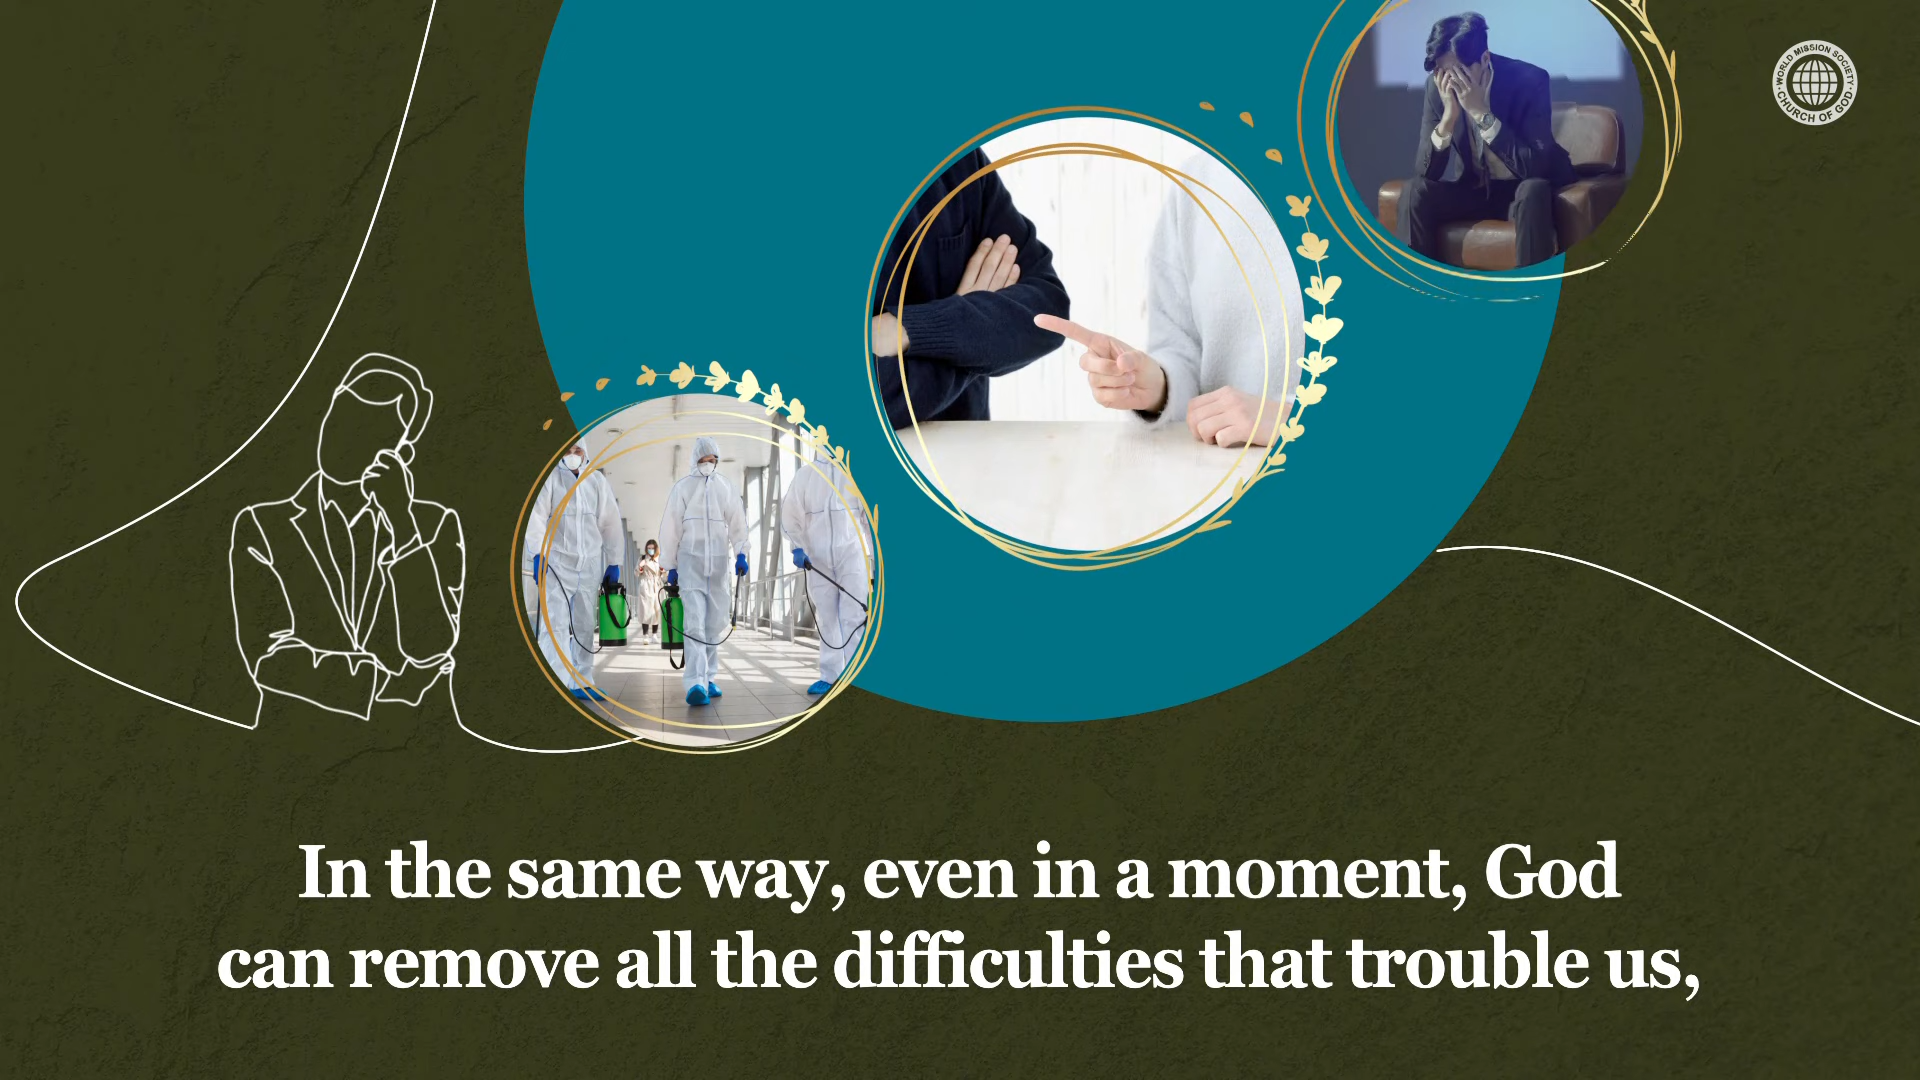 WORLD MISSION SOCIETY
CHURCH OF GOD
In the same way, even in a moment, God
can remove all the difficulties that trouble us,